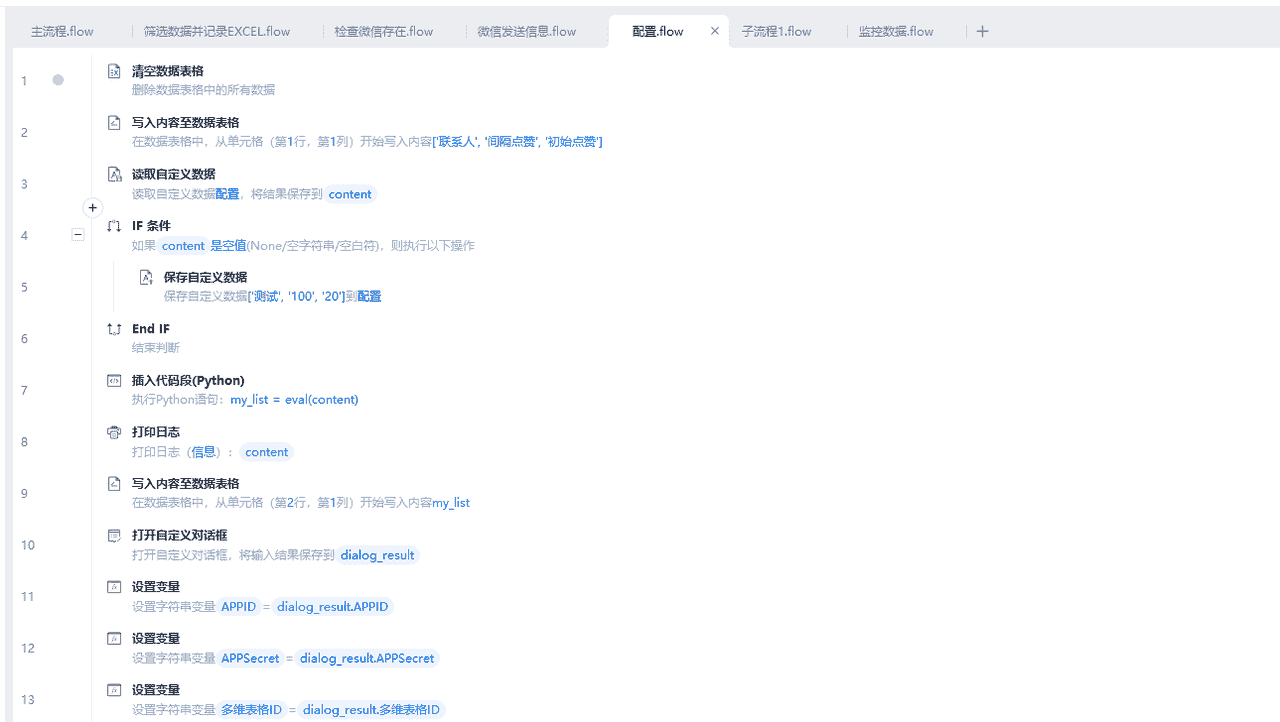 主流程.flow 筛选数据并记录EXCEL.flow 检查微信存在.flow 微信发送信息.flow 配置.flow × 子流程1.flow 监控数据.flow +
1 清空数据表格
删除数据表格中的所有数据
2 写入内容至数据表格
在数据表格中，从单元格（第1行，第1列）开始写入内容['联系人', '间隔点赞', '初始点赞']
3 读取自定义数据
读取自定义数据配置，将结果保存到 content
4 IF 条件
如果 content 是空值(None/空字符串/空白符)，则执行以下操作
5 保存自定义数据
保存自定义数据['测试', '100', '20']到配置
6 End IF
结束判断
7 插入代码段(Python)
执行Python语句：my_list = eval(content)
8 打印日志
打印日志（信息）：content
9 写入内容至数据表格
在数据表格中，从单元格（第2行，第1列）开始写入内容my_list
10 打开自定义对话框
打开自定义对话框，将输入结果保存到 dialog_result
11 设置变量
设置字符串变量 APPID = dialog_result.APPID
12 设置变量
设置字符串变量 APPSecret = dialog_result.APPSecret
13 设置变量
设置字符串变量 多维表格ID = dialog_result.多维表格ID